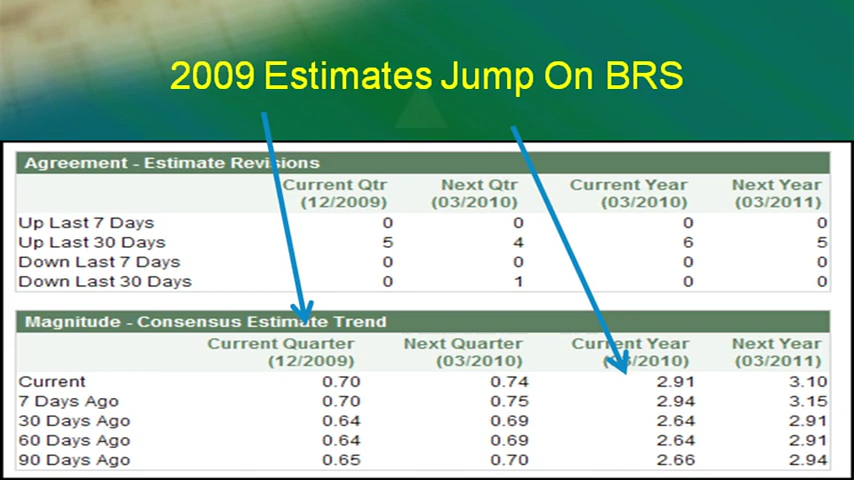 2009 Estimates Jump On BRS
Agreement - Estimate Revisions
Current Qtr Next Qtr Current Year Next Year
(12/2009) (03/2010) (03/2010) (03/2011)
Up Last 7 Days 0 0 0 0
Up Last 30 Days 5 4 6 5
Down Last 7 Days 0 0 0 0
Down Last 30 Days 0 1 0 0
Magnitude - Consensus Estimate Trend
Current Quarter Next Quarter Current Year Next Year
(12/2009) (03/2010) (03/2010) (03/2011)
Current 0.70 0.74 2.91 3.10
7 Days Ago 0.70 0.75 2.94 3.15
30 Days Ago 0.64 0.69 2.64 2.91
60 Days Ago 0.64 0.69 2.64 2.91
90 Days Ago 0.65 0.70 2.66 2.94